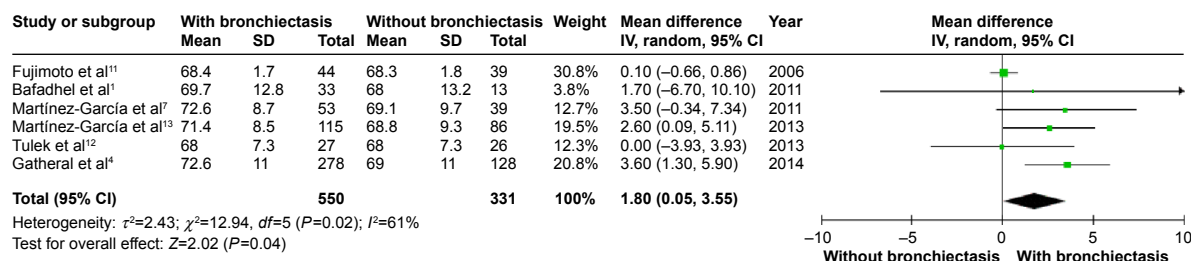 Study or subgroup With bronchiectasis Without bronchiectasis Weight Mean difference Year Mean difference
Mean SD Total Mean SD Total IV, random, 95% CI IV, random, 95% CI
Fujimoto et al¹¹ 68.4 1.7 44 68.3 1.8 39 30.8% 0.10 (–0.66, 0.86) 2006
Bafadhel et al¹ 69.7 12.8 33 68 13.2 13 3.8% 1.70 (–6.70, 10.10) 2011
Martínez-García et al⁷ 72.6 8.7 53 69.1 9.7 39 12.7% 3.50 (–0.34, 7.34) 2011
Martínez-García et al¹³ 71.4 8.5 115 68.8 9.3 86 19.5% 2.60 (0.09, 5.11) 2013
Tulek et al¹² 68 7.3 27 68 7.3 26 12.3% 0.00 (–3.93, 3.93) 2013
Gatheral et al⁴ 72.6 11 278 69 11 128 20.8% 3.60 (1.30, 5.90) 2014
Total (95% CI) 550 331 100% 1.80 (0.05, 3.55)
Heterogeneity: τ²=2.43; χ²=12.94, df=5 (P=0.02); I²=61%
Test for overall effect: Z=2.02 (P=0.04)
–10 –5 0 5 10
Without bronchiectasis With bronchiectasis